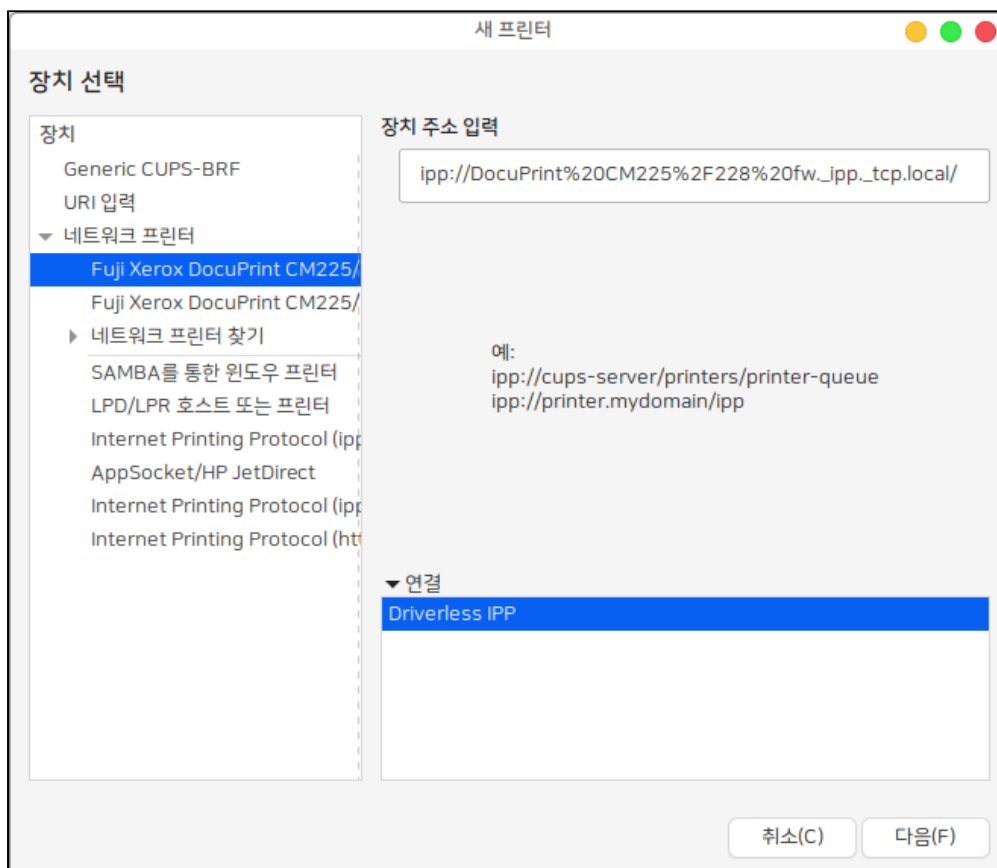 새 프린터
장치 선택
장치
Generic CUPS-BRF
URI 입력
네트워크 프린터
Fuji Xerox DocuPrint CM225/
Fuji Xerox DocuPrint CM225/
네트워크 프린터 찾기
SAMBA를 통한 윈도우 프린터
LPD/LPR 호스트 또는 프린터
Internet Printing Protocol (ipp
AppSocket/HP JetDirect
Internet Printing Protocol (ipp
Internet Printing Protocol (htt
장치 주소 입력
ipp://DocuPrint%20CM225%2F228%20fw._ipp._tcp.local/
예:
ipp://cups-server/printers/printer-queue
ipp://printer.mydomain/ipp
연결
Driverless IPP
취소(C)
다음(F)